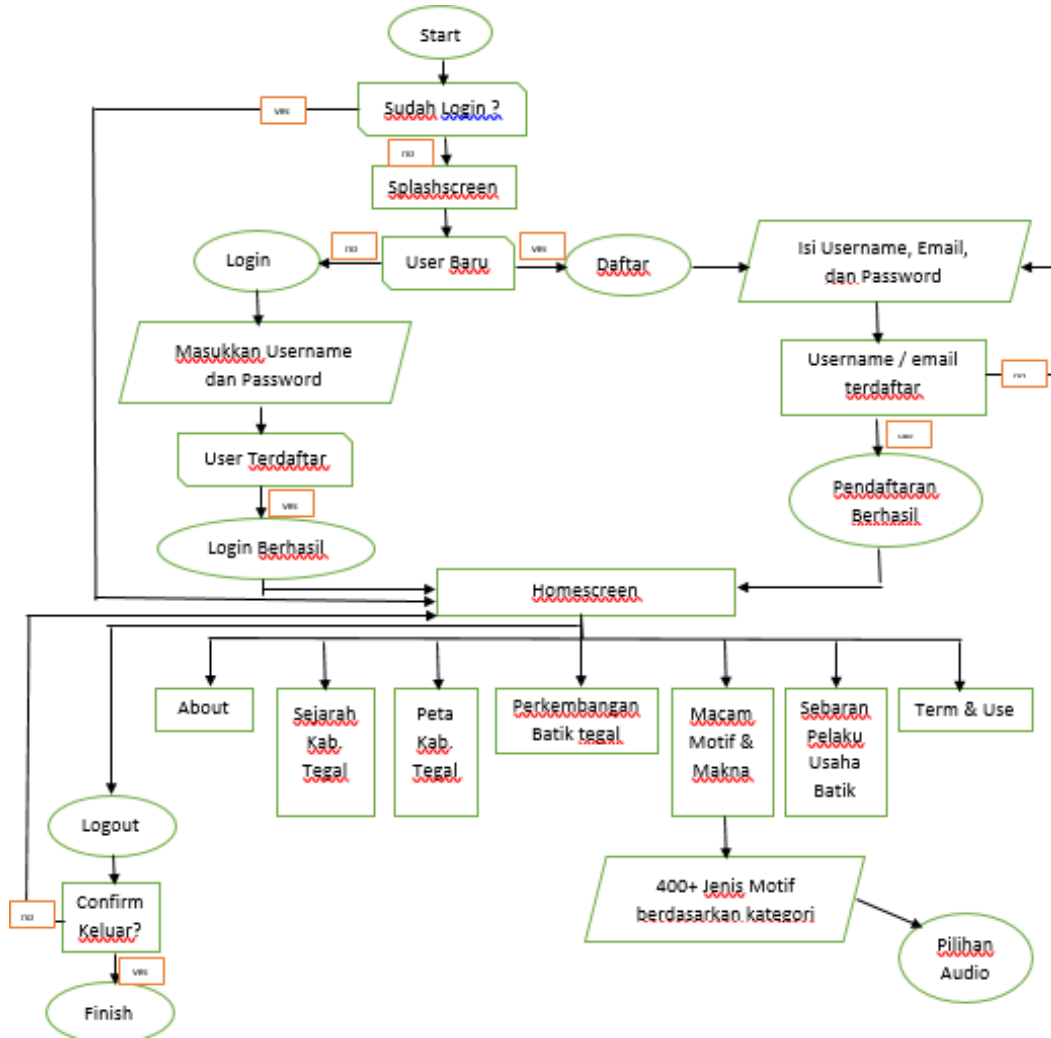 Start
Sudah Login ?
yes
no
Splashscreen
User Baru
no
yes
Login
Daftar
Isi Username, Email,
dan Password
Masukkan Username
dan Password
Username / email
terdaftar
User Terdaftar
yes
Pendaftaran
Berhasil
Login Berhasil
Homescreen
About
Sejarah
Kab.
Tegal
Peta
Kab.
Tegal
Perkembangan
Batik tegal
Macam
Motif &
Makna
Sebaran
Pelaku
Usaha
Batik
Term & Use
Logout
400+ Jenis Motif
berdasarkan kategori
Confirm
Keluar?
no
yes
Pilihan
Audio
Finish